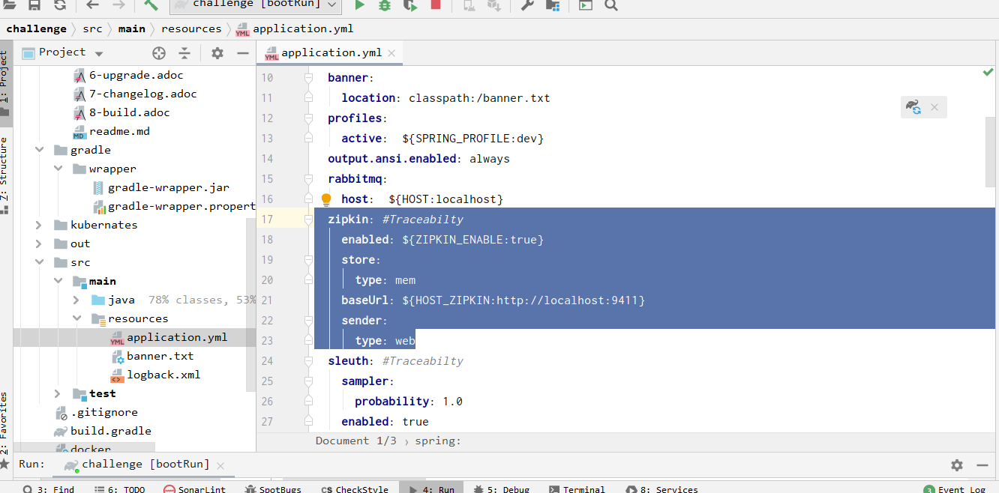 challenge [bootRun]
challenge src main resources application.yml
1: Project
Z: Structure
2: Favorites
Project
6-upgrade.adoc
7-changelog.adoc
8-build.adoc
readme.md
gradle
wrapper
gradle-wrapper.jar
gradle-wrapper.propert
kubernates
out
src
main
java 78% classes, 53%
resources
application.yml
banner.txt
logback.xml
test
.gitignore
build.gradle
docker
application.yml
10 banner:
11 location: classpath:/banner.txt
12 profiles:
13 active: ${SPRING_PROFILE:dev}
14 output.ansi.enabled: always
15 rabbitmq:
16 host: ${HOST:localhost}
17 zipkin: #Traceabilty
18 enabled: ${ZIPKIN_ENABLE:true}
19 store:
20 type: mem
21 baseUrl: ${HOST_ZIPKIN:http://localhost:9411}
22 sender:
23 type: web
24 sleuth: #Traceabilty
25 sampler:
26 probability: 1.0
27 enabled: true
Document 1/3 › spring:
Run: challenge [bootRun]
3: Find 6: TODO SonarLint SpotBugs CS CheckStyle 4: Run 5: Debug Terminal 8: Services 3 Event Log